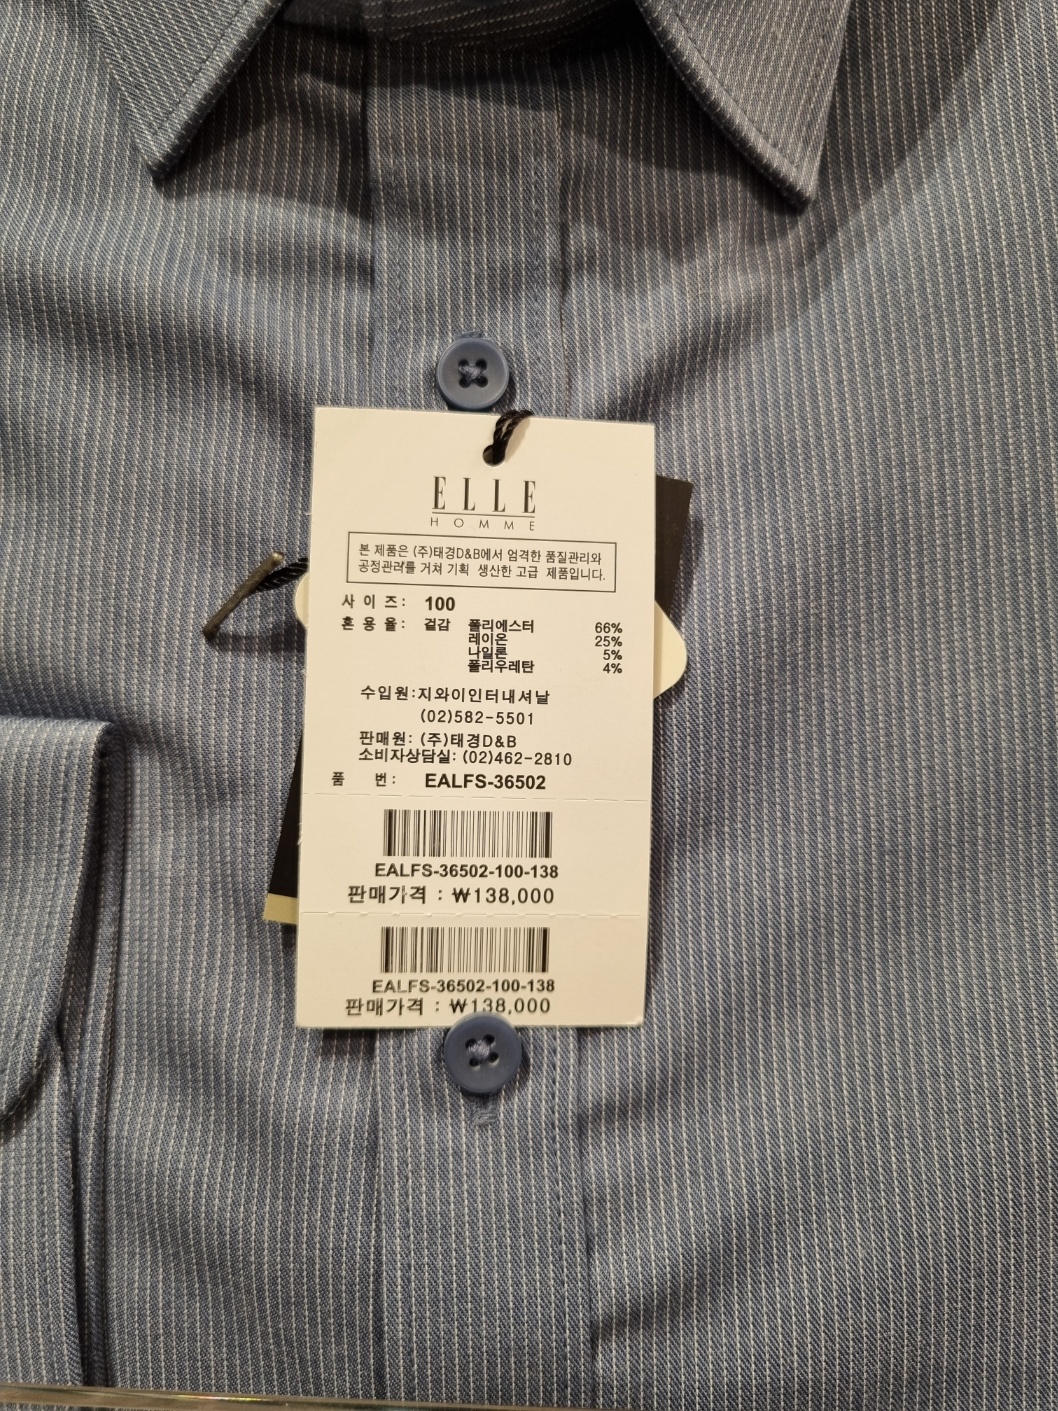 ELLE
HOMME
본 제품은 (주)태경D&B에서 엄격한 품질관리와
공정관리를 거쳐 기획 생산한 고급 제품입니다.
사 이 즈: 100
혼 용 율: 겉감 폴리에스터 66%
레이온 25%
나일론 5%
폴리우레탄 4%
수입원:지와이인터내셔날
(02)582-5501
판매원: (주)태경D&B
소비자상담실: (02)462-2810
품 번: EALFS-36502
EALFS-36502-100-138
판매가격 : ₩138,000
EALFS-36502-100-138
판매가격 : ₩138,000